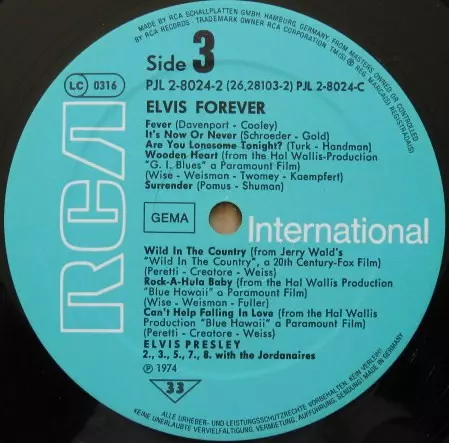 MADE BY RCA SCHALLPLATTEN GMBH, HAMBURG, GERMANY, FROM MASTERS OWNED OR CONTROLLED
BY RCA RECORDS · TRADEMARK OWNER RCA CORPORATION TM(S) ® REG. MARCA(S) REGISTRADA(S)
Side 3
LC 0316
PJL 2-8024-2 (26,28103-2) PJL 2-8024-C
ELVIS FOREVER
Fever (Davenport - Cooley)
It's Now Or Never (Schroeder - Gold)
Are You Lonesome Tonight? (Turk - Handman)
Wooden Heart (from the Hal Wallis-Production
"G. I. Blues" a Paramount Film)
(Wise - Weisman - Twomey - Kaempfert)
Surrender (Pomus - Shuman)
RCA
GEMA
International
Wild In The Country (from Jerry Wald's
"Wild In The Country", a 20th Century-Fox Film)
(Peretti - Creatore - Weiss)
Rock-A-Hula Baby (from the Hal Wallis Production
"Blue Hawaii" a Paramount Film)
(Wise - Weisman - Fuller)
Can't Help Falling In Love (from the Hal Wallis
Production "Blue Hawaii" a Paramount Film)
(Peretti - Creatore - Weiss)
ELVIS PRESLEY
2., 3., 5., 7., 8. with the Jordanaires
℗ 1974
33
ALLE URHEBER- UND LEISTUNGSSCHUTZRECHTE VORBEHALTEN. KEIN VERLEIH!
KEINE UNERLAUBTE VERVIELFÄLTIGUNG, VERMIETUNG, AUFFÜHRUNG, SENDUNG! MADE IN GERMANY